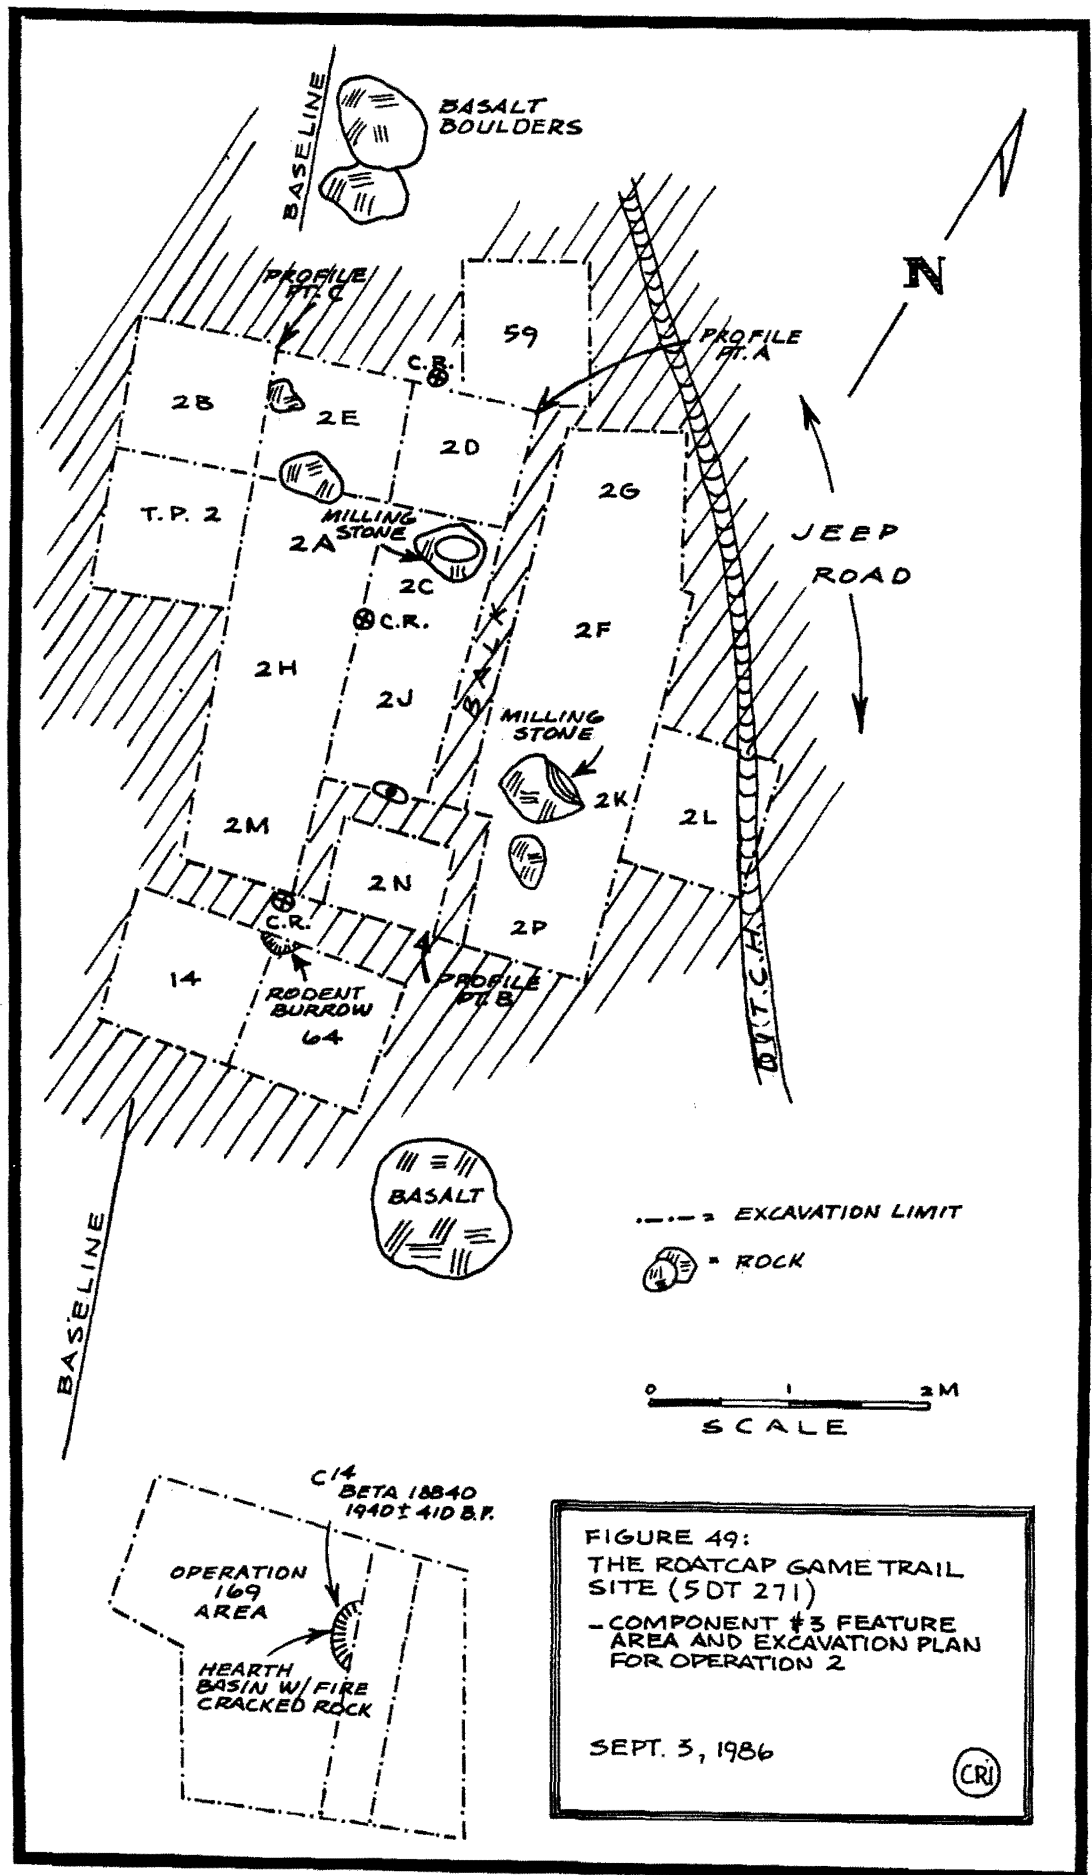 BASELINE
BASALT
BOULDERS
N
PROFILE
PT. C
59
PROFILE
PT. A
C.R.
2B
2E
2D
2G
T.P. 2
MILLING
STONE
2A
2C
JEEP
ROAD
C.R.
2F
BALK
2H
2J
MILLING
STONE
2K
2L
2M
2N
C.R.
2P
14
RODENT
BURROW
64
PROFILE
PT. B
DITCH
BASALT
BASELINE
= EXCAVATION LIMIT
= ROCK
0 1 2M
SCALE
C14
BETA 18840
1940 ± 410 B.P.
OPERATION
169
AREA
HEARTH
BASIN W/ FIRE
CRACKED ROCK
FIGURE 49:
THE ROATCAP GAME TRAIL
SITE (5DT 271)
- COMPONENT #3 FEATURE
AREA AND EXCAVATION PLAN
FOR OPERATION 2
SEPT. 3, 1986
CRI